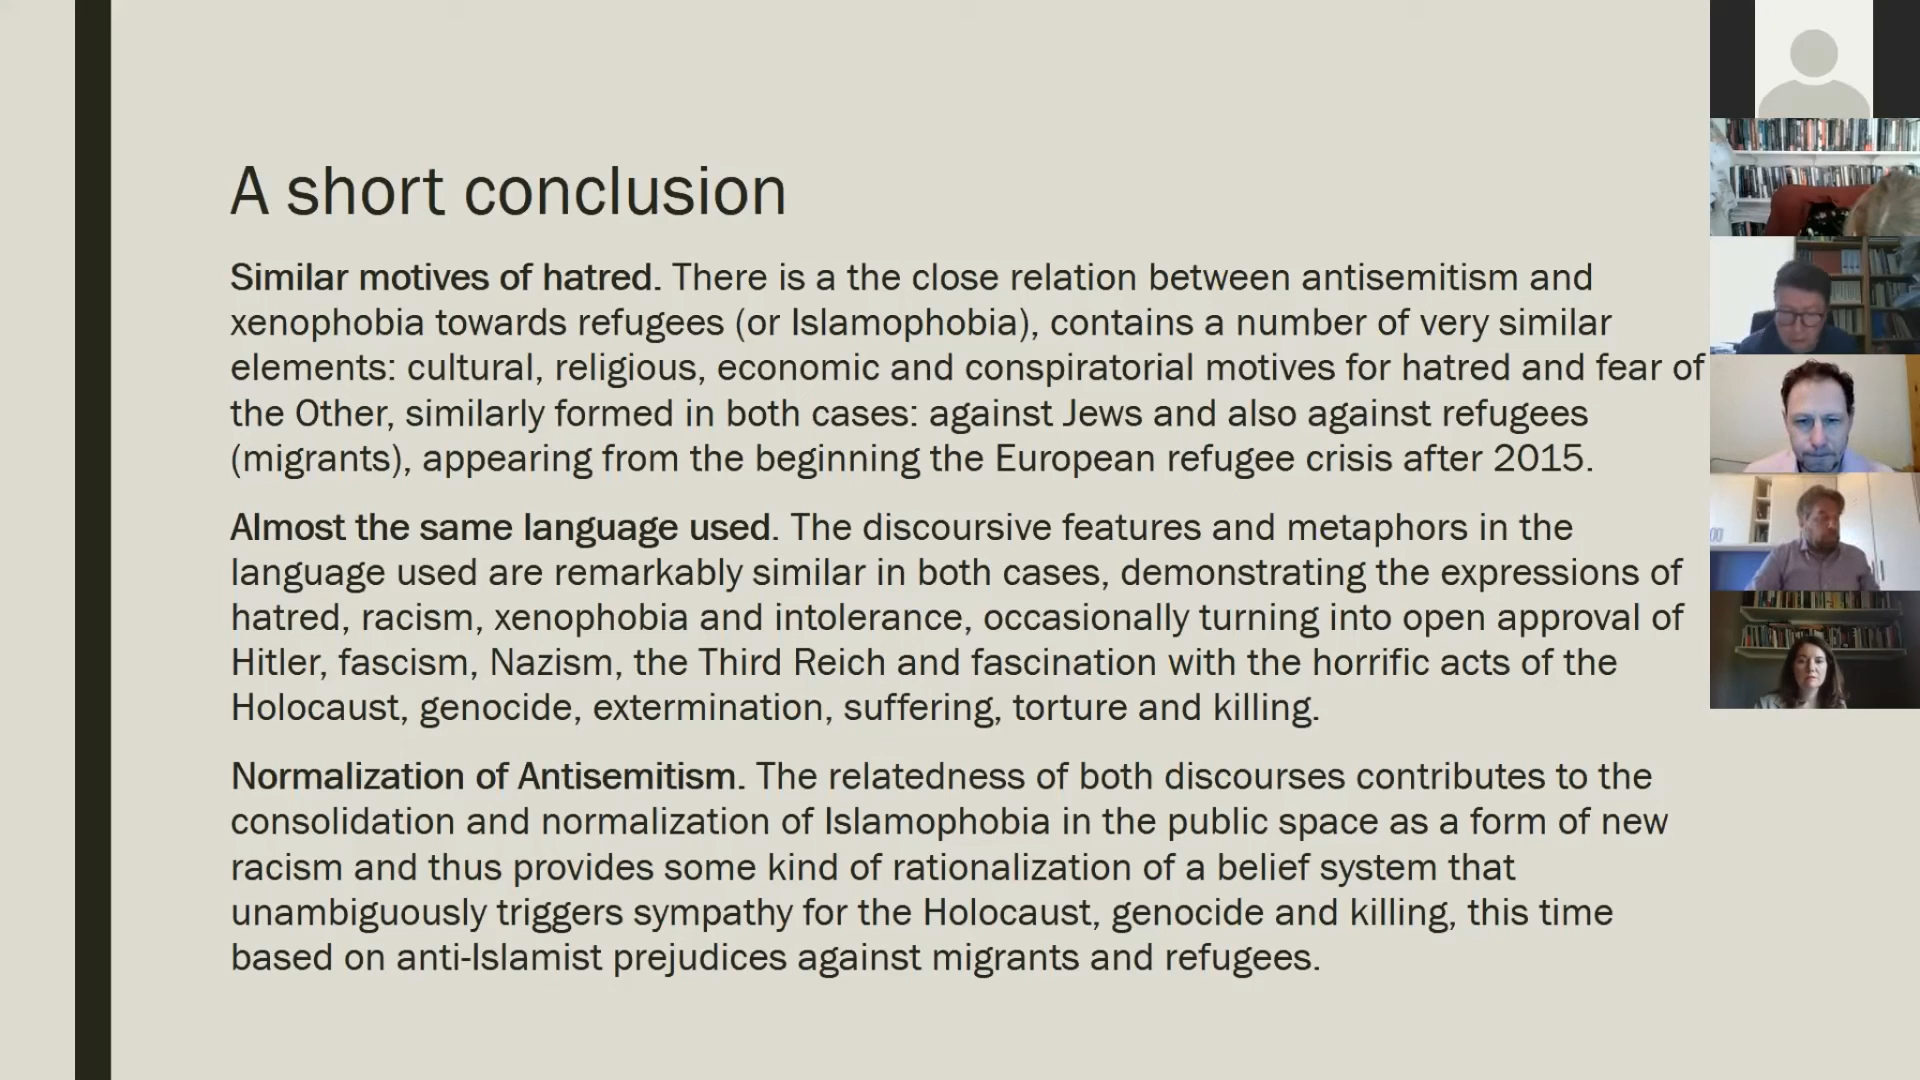 A short conclusion
Similar motives of hatred. There is a the close relation between antisemitism and
xenophobia towards refugees (or Islamophobia), contains a number of very similar
elements: cultural, religious, economic and conspiratorial motives for hatred and fear of
the Other, similarly formed in both cases: against Jews and also against refugees
(migrants), appearing from the beginning the European refugee crisis after 2015.
Almost the same language used. The discoursive features and metaphors in the
language used are remarkably similar in both cases, demonstrating the expressions of
hatred, racism, xenophobia and intolerance, occasionally turning into open approval of
Hitler, fascism, Nazism, the Third Reich and fascination with the horrific acts of the
Holocaust, genocide, extermination, suffering, torture and killing.
Normalization of Antisemitism. The relatedness of both discourses contributes to the
consolidation and normalization of Islamophobia in the public space as a form of new
racism and thus provides some kind of rationalization of a belief system that
unambiguously triggers sympathy for the Holocaust, genocide and killing, this time
based on anti-Islamist prejudices against migrants and refugees.